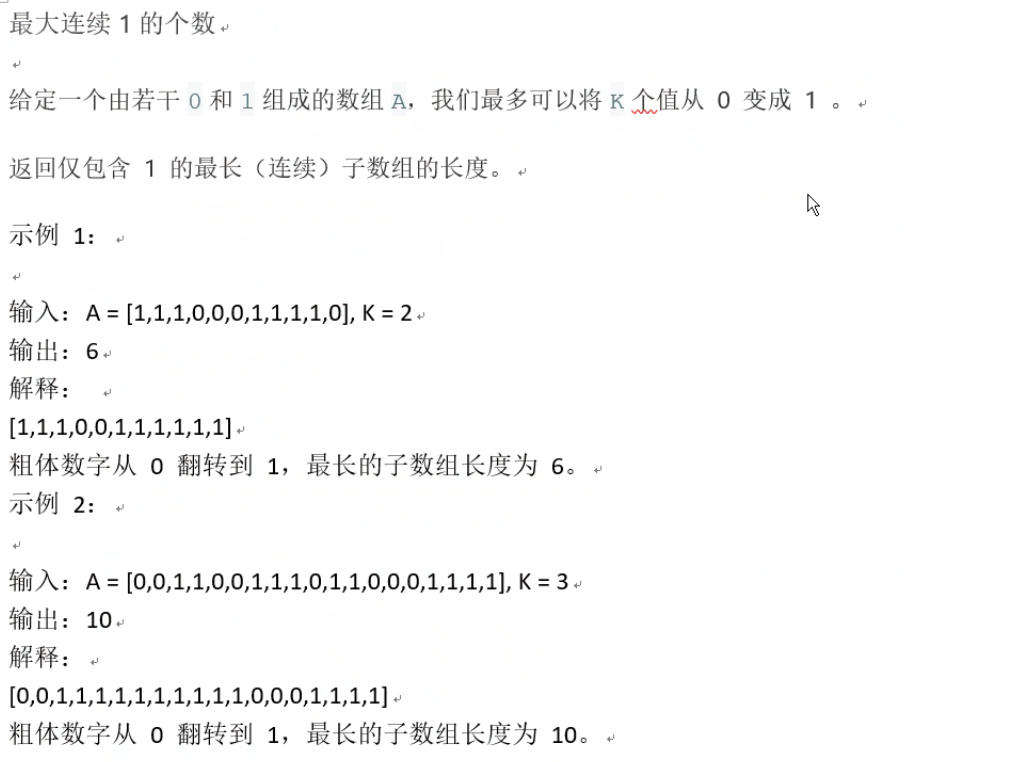 最大连续 1 的个数
给定一个由若干 0 和 1 组成的数组 A，我们最多可以将 K 个值从 0 变成 1 。
返回仅包含 1 的最长（连续）子数组的长度。
示例 1：
输入：A = [1,1,1,0,0,0,1,1,1,1,0], K = 2
输出：6
解释：
[1,1,1,0,0,1,1,1,1,1,1]
粗体数字从 0 翻转到 1，最长的子数组长度为 6。
示例 2：
输入：A = [0,0,1,1,0,0,1,1,1,0,1,1,0,0,0,1,1,1,1], K = 3
输出：10
解释：
[0,0,1,1,1,1,1,1,1,1,1,1,0,0,0,1,1,1,1]
粗体数字从 0 翻转到 1，最长的子数组长度为 10。